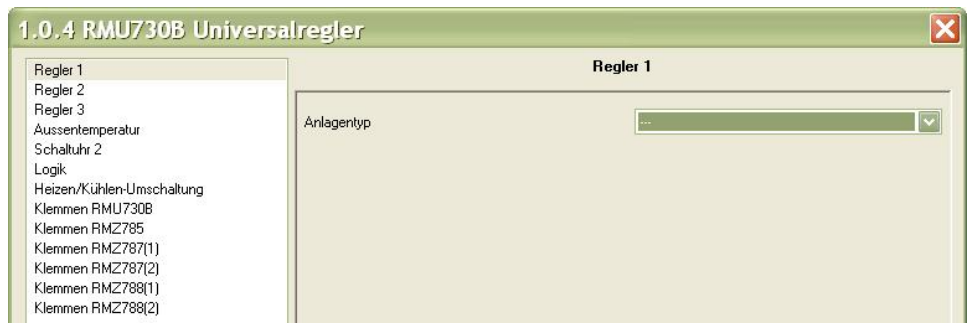 1.0.4 RMU730B Universalregler
Regler 1
Regler 2
Regler 3
Aussentemperatur
Schaltuhr 2
Logik
Heizen/Kühlen-Umschaltung
Klemmen RMU730B
Klemmen RMZ785
Klemmen RMZ787(1)
Klemmen RMZ787(2)
Klemmen RMZ788(1)
Klemmen RMZ788(2)
Regler 1
Anlagentyp
---